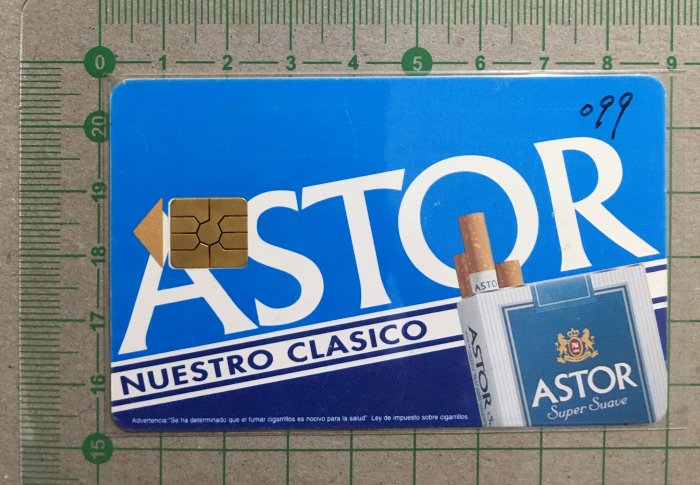 0 1 2 3 4 5 6 7 8 9
20
19
18
17
16
15
099
ASTOR
NUESTRO CLASICO
ASTOR
ASTOR
ASTOR
Super Suave
Advertencia:"Se ha determinado que el fumar cigarrillos es nocivo para la salud" Ley de impuesto sobre cigarrillos.